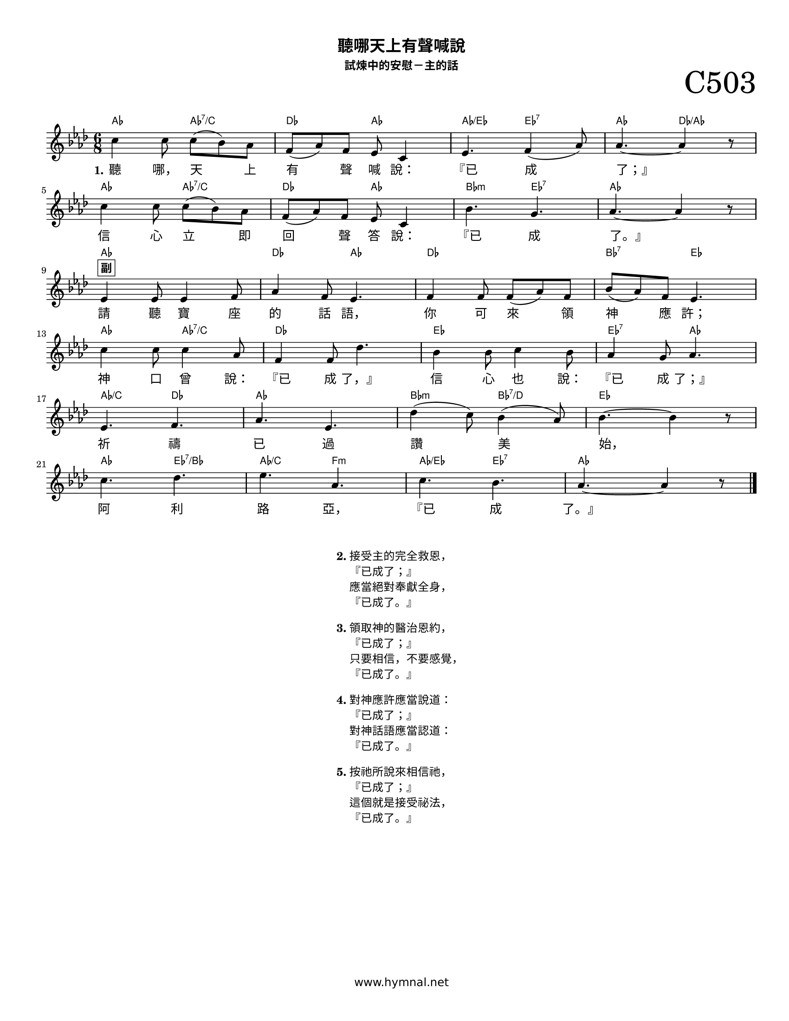 聽哪天上有聲喊說
試煉中的安慰－主的話
C503
A♭ A♭7/C D♭ A♭ A♭/E♭ E♭7 A♭ D♭/A♭
6
8
1. 聽 哪， 天 上 有 聲 喊 說： 『已 成 了；』
5
A♭ A♭7/C D♭ A♭ B♭m E♭7 A♭
信 心 立 即 回 聲 答 說： 『已 成 了。』
9
A♭ D♭ A♭ D♭ B♭7 E♭
副
請 聽 寶 座 的 話 語， 你 可 來 領 神 應 許；
13
A♭ A♭7/C D♭ E♭ E♭7 A♭
神 口 曾 說： 『已 成 了，』 信 心 也 說： 『已 成 了；』
17
A♭/C D♭ A♭ E♭ B♭m B♭7/D E♭
祈 禱 已 過 讚 美 始，
21
A♭ E♭7/B♭ A♭/C Fm A♭/E♭ E♭7 A♭
阿 利 路 亞， 『已 成 了。』
2. 接受主的完全救恩，
『已成了；』
應當絕對奉獻全身，
『已成了。』
3. 領取神的醫治恩約，
『已成了；』
只要相信，不要感覺，
『已成了。』
4. 對神應許應當說道：
『已成了；』
對神話語應當認道：
『已成了。』
5. 按祂所說來相信祂，
『已成了；』
這個就是接受祕法，
『已成了。』
www.hymnal.net